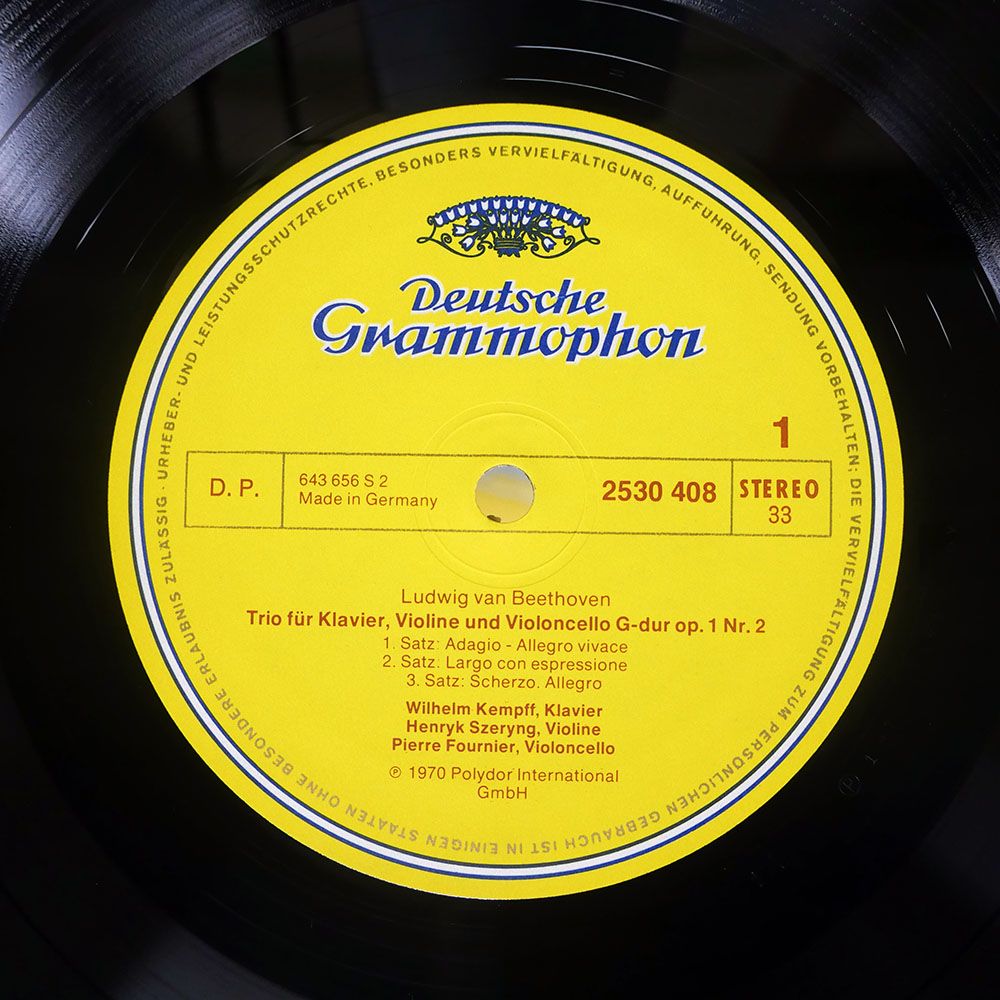 URHEBER- UND LEISTUNGSSCHUTZRECHTE, BESONDERS VERVIELFÄLTIGUNG, AUFFÜHRUNG, SENDUNG VORBEHALTEN; DIE VERVIELFÄLTIGUNG ZUM PERSÖNLICHEN GEBRAUCH IST IN EINIGEN STAATEN OHNE BESONDERE ERLAUBNIS ZULÄSSIG ·
Deutsche
Grammophon
1
D. P.
643 656 S 2
Made in Germany
2530 408
STEREO
33
Ludwig van Beethoven
Trio für Klavier, Violine und Violoncello G-dur op. 1 Nr. 2
1. Satz: Adagio - Allegro vivace
2. Satz: Largo con espressione
3. Satz: Scherzo. Allegro
Wilhelm Kempff, Klavier
Henryk Szeryng, Violine
Pierre Fournier, Violoncello
℗ 1970 Polydor International
GmbH